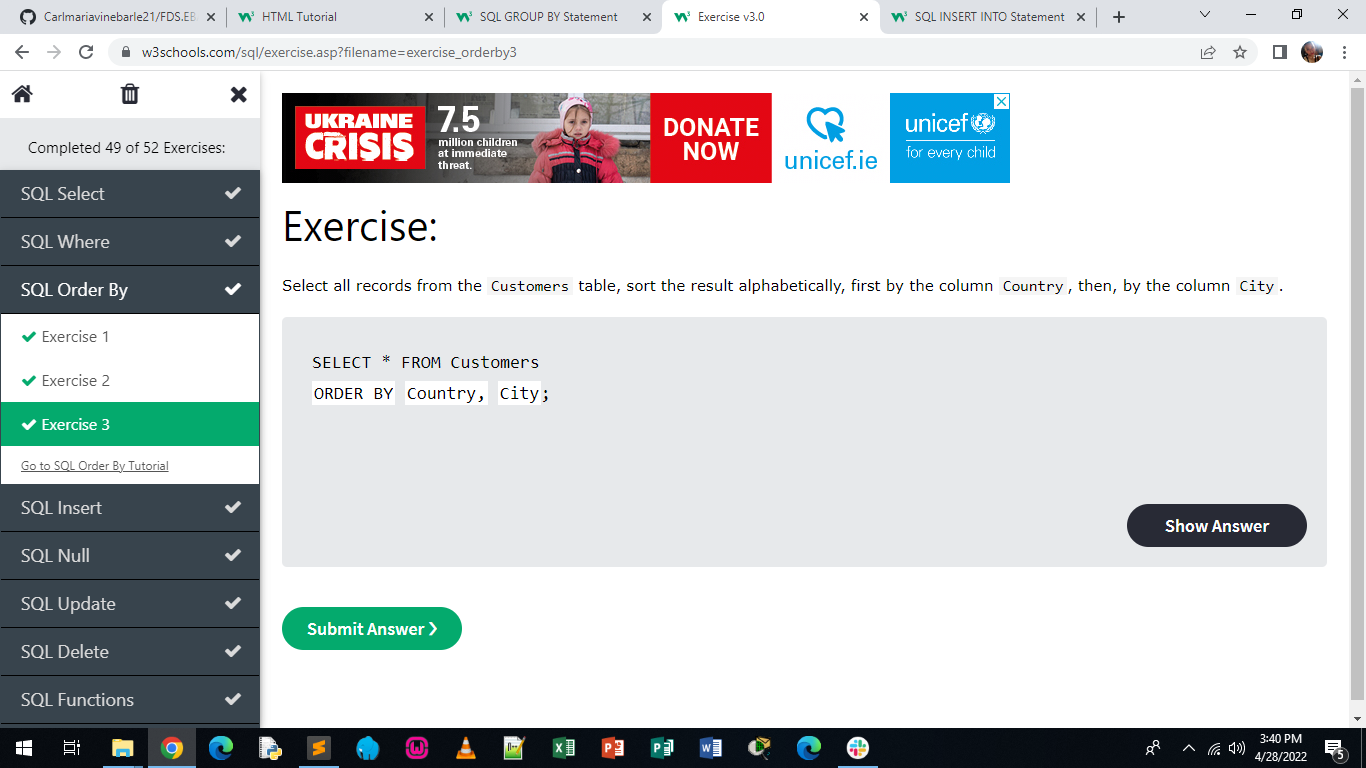 Carlmariavinebarle21/FDS.EB
HTML Tutorial
SQL GROUP BY Statement
Exercise v3.0
SQL INSERT INTO Statement
w3schools.com/sql/exercise.asp?filename=exercise_orderby3
Completed 49 of 52 Exercises:
SQL Select
SQL Where
SQL Order By
Exercise 1
Exercise 2
Exercise 3
Go to SQL Order By Tutorial
SQL Insert
SQL Null
SQL Update
SQL Delete
SQL Functions
UKRAINE
CRISIS
7.5
million children
at immediate
threat.
DONATE
NOW
unicef.ie
unicef
for every child
Exercise:
Select all records from the Customers table, sort the result alphabetically, first by the column Country, then, by the column City.
SELECT * FROM Customers
ORDER BY Country, City;
Show Answer
Submit Answer ❯
3:40 PM
4/28/2022
5